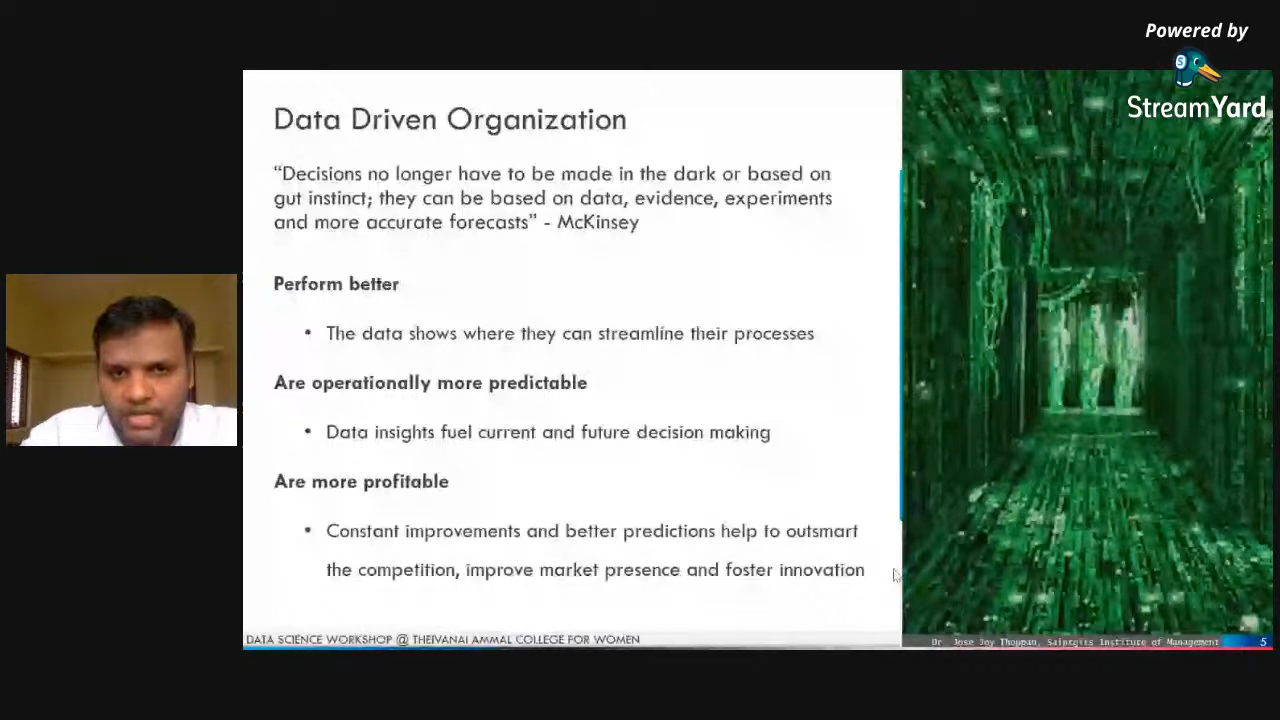 Powered by
StreamYard
Data Driven Organization
“Decisions no longer have to be made in the dark or based on
gut instinct; they can be based on data, evidence, experiments
and more accurate forecasts” - McKinsey
Perform better
• The data shows where they can streamline their processes
Are operationally more predictable
• Data insights fuel current and future decision making
Are more profitable
• Constant improvements and better predictions help to outsmart
the competition, improve market presence and foster innovation
DATA SCIENCE WORKSHOP @ THEIVANAI AMMAL COLLEGE FOR WOMEN
Dr. Jose Joy Thoppan, Saintgits Institute of Management
5